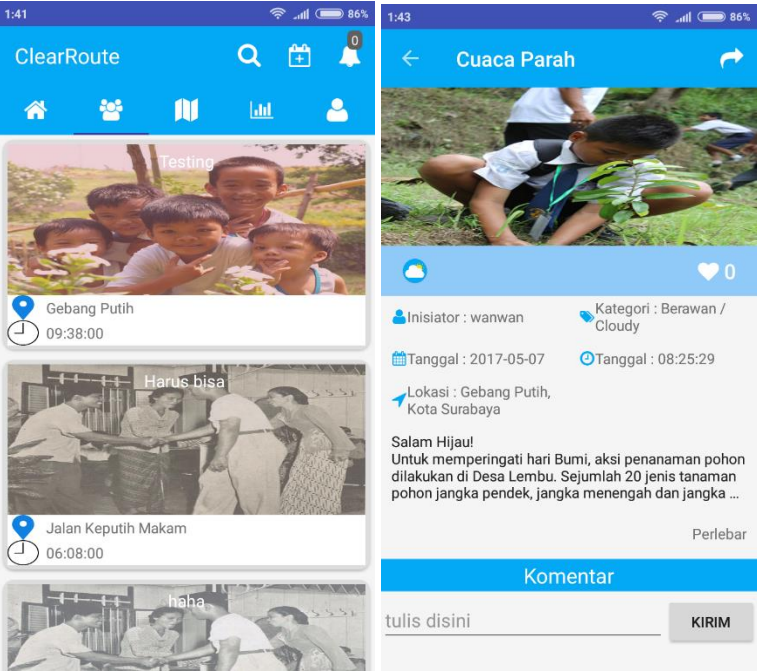 1:41
86%
ClearRoute
0
Testing
Gebang Putih
09:38:00
Harus bisa
Jalan Keputih Makam
06:08:00
haha
1:43
86%
Cuaca Parah
0
Inisiator : wanwan
Kategori : Berawan /
Cloudy
Tanggal : 2017-05-07
Tanggal : 08:25:29
Lokasi : Gebang Putih,
Kota Surabaya
Salam Hijau!
Untuk memperingati hari Bumi, aksi penanaman pohon
dilakukan di Desa Lembu. Sejumlah 20 jenis tanaman
pohon jangka pendek, jangka menengah dan jangka ...
Perlebar
Komentar
tulis disini
KIRIM